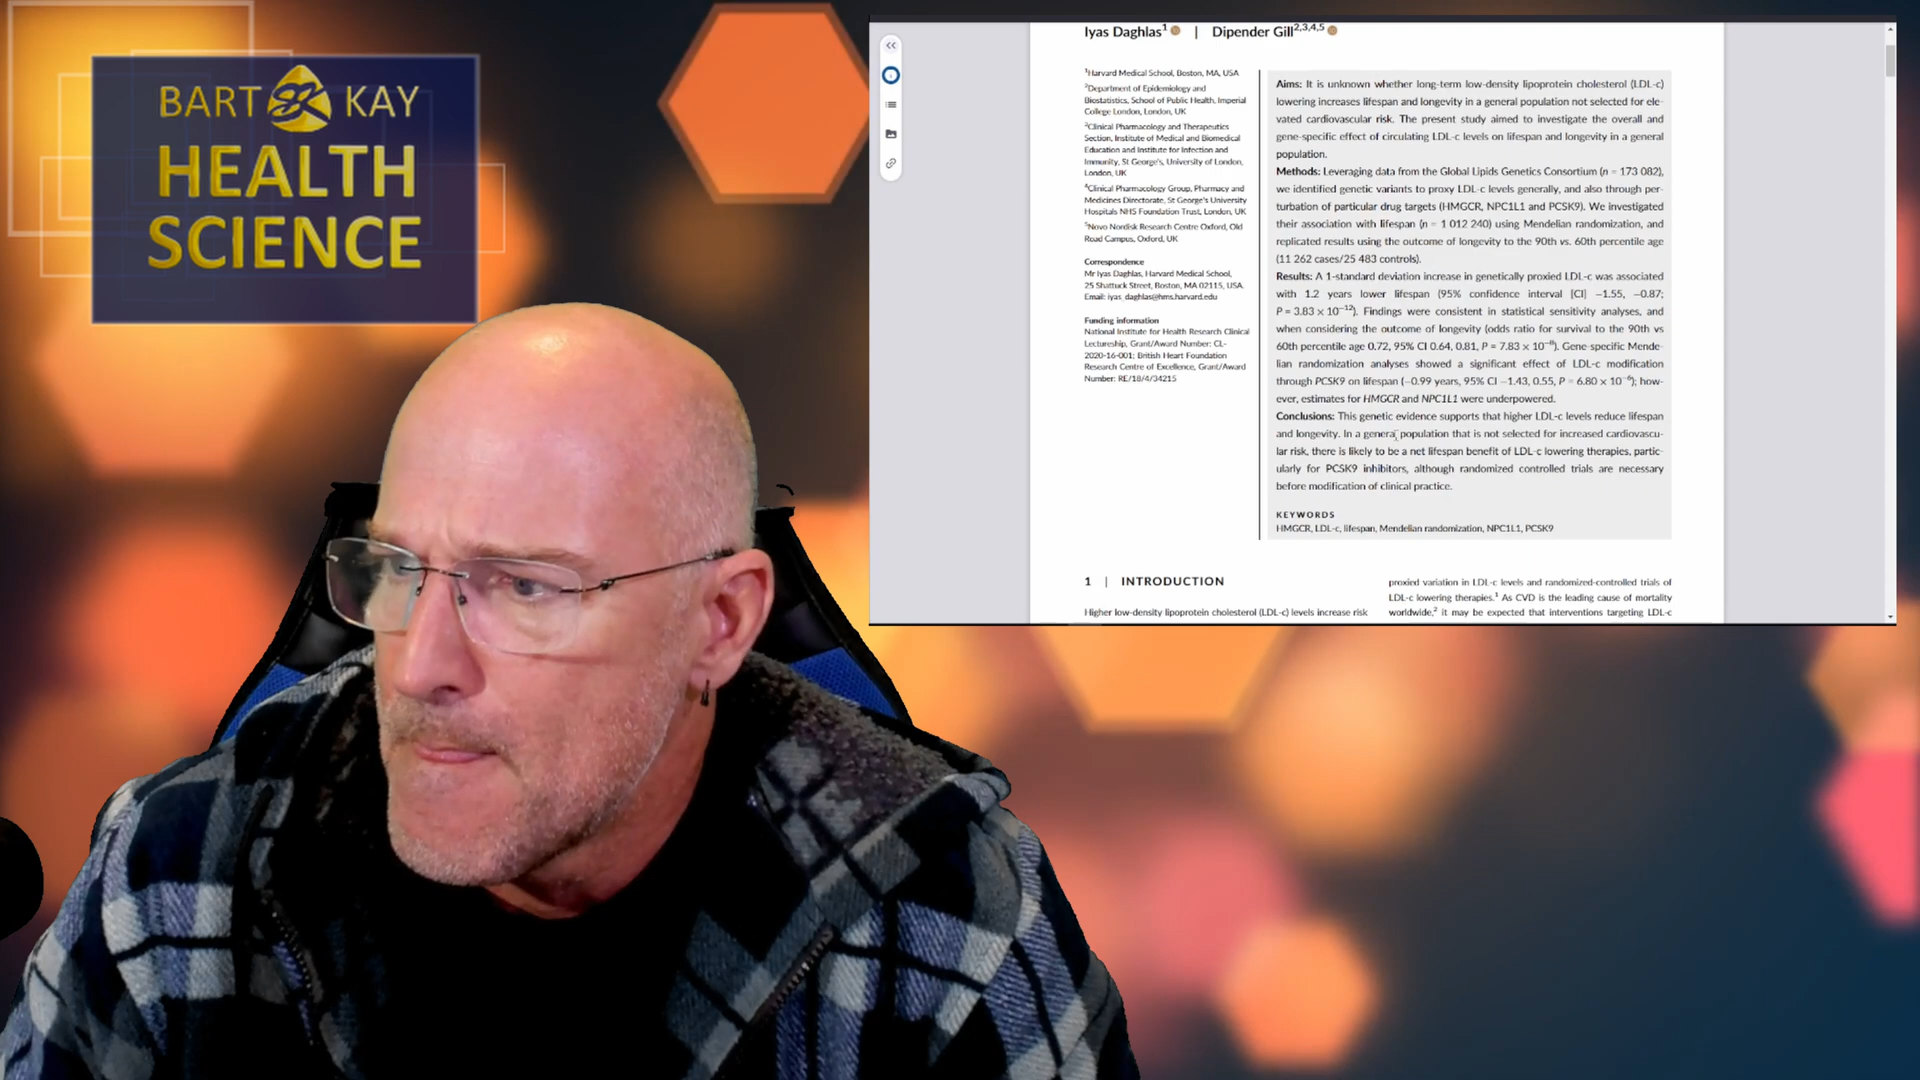 BART KAY
HEALTH
SCIENCE
Iyas Daghlas1 | Dipender Gill2,3,4,5
1Harvard Medical School, Boston, MA, USA
2Department of Epidemiology and
Biostatistics, School of Public Health, Imperial
College London, London, UK
3Clinical Pharmacology and Therapeutics
Section, Institute of Medical and Biomedical
Education and Institute for Infection and
Immunity, St George's, University of London,
London, UK
4Clinical Pharmacology Group, Pharmacy and
Medicines Directorate, St George's University
Hospitals NHS Foundation Trust, London, UK
5Novo Nordisk Research Centre Oxford, Old
Road Campus, Oxford, UK
Correspondence
Mr Iyas Daghlas, Harvard Medical School,
25 Shattuck Street, Boston, MA 02115, USA.
Email: iyas_daghlas@hms.harvard.edu
Funding information
National Institute for Health Research Clinical
Lectureship, Grant/Award Number: CL-
2020-16-001; British Heart Foundation
Research Centre of Excellence, Grant/Award
Number: RE/18/4/34215
Aims: It is unknown whether long-term low-density lipoprotein cholesterol (LDL-c)
lowering increases lifespan and longevity in a general population not selected for ele-
vated cardiovascular risk. The present study aimed to investigate the overall and
gene-specific effect of circulating LDL-c levels on lifespan and longevity in a general
population.
Methods: Leveraging data from the Global Lipids Genetics Consortium (n = 173 082),
we identified genetic variants to proxy LDL-c levels generally, and also through per-
turbation of particular drug targets (HMGCR, NPC1L1 and PCSK9). We investigated
their association with lifespan (n = 1 012 240) using Mendelian randomization, and
replicated results using the outcome of longevity to the 90th vs. 60th percentile age
(11 262 cases/25 483 controls).
Results: A 1-standard deviation increase in genetically proxied LDL-c was associated
with 1.2 years lower lifespan (95% confidence interval [CI] −1.55, −0.87;
P = 3.83 × 10−12). Findings were consistent in statistical sensitivity analyses, and
when considering the outcome of longevity (odds ratio for survival to the 90th vs
60th percentile age 0.72, 95% CI 0.64, 0.81, P = 7.83 × 10−8). Gene-specific Mende-
lian randomization analyses showed a significant effect of LDL-c modification
through PCSK9 on lifespan (−0.99 years, 95% CI −1.43, 0.55, P = 6.80 × 10−6); how-
ever, estimates for HMGCR and NPC1L1 were underpowered.
Conclusions: This genetic evidence supports that higher LDL-c levels reduce lifespan
and longevity. In a general population that is not selected for increased cardiovascu-
lar risk, there is likely to be a net lifespan benefit of LDL-c lowering therapies, partic-
ularly for PCSK9 inhibitors, although randomized controlled trials are necessary
before modification of clinical practice.
KEYWORDS
HMGCR, LDL-c, lifespan, Mendelian randomization, NPC1L1, PCSK9
1 | INTRODUCTION
Higher low-density lipoprotein cholesterol (LDL-c) levels increase risk
proxied variation in LDL-c levels and randomized-controlled trials of
LDL-c lowering therapies.1 As CVD is the leading cause of mortality
worldwide,2 it may be expected that interventions targeting LDL-c